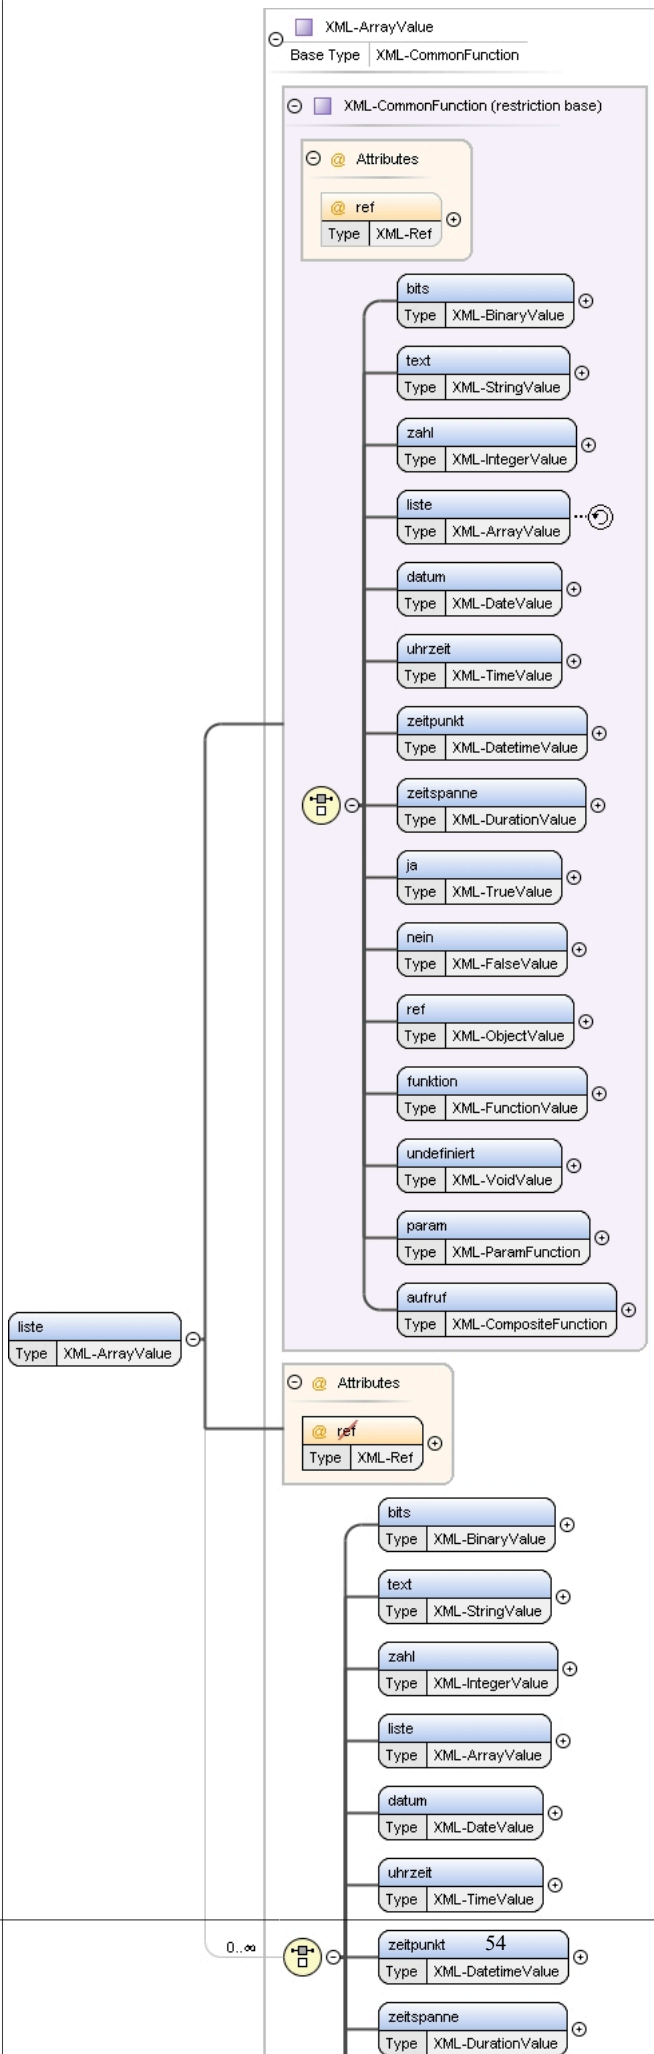 XML-ArrayValue
Base Type XML-CommonFunction
XML-CommonFunction (restriction base)
@ Attributes
@ ref
Type XML-Ref
bits
Type XML-BinaryValue
text
Type XML-StringValue
zahl
Type XML-IntegerValue
liste
Type XML-ArrayValue
datum
Type XML-DateValue
uhrzeit
Type XML-TimeValue
zeitpunkt
Type XML-DatetimeValue
zeitspanne
Type XML-DurationValue
ja
Type XML-TrueValue
nein
Type XML-FalseValue
ref
Type XML-ObjectValue
funktion
Type XML-FunctionValue
undefiniert
Type XML-VoidValue
param
Type XML-ParamFunction
aufruf
Type XML-CompositeFunction
liste
Type XML-ArrayValue
@ Attributes
@ ref
Type XML-Ref
bits
Type XML-BinaryValue
text
Type XML-StringValue
zahl
Type XML-IntegerValue
liste
Type XML-ArrayValue
datum
Type XML-DateValue
uhrzeit
Type XML-TimeValue
0..∞
zeitpunkt 54
Type XML-DatetimeValue
zeitspanne
Type XML-DurationValue